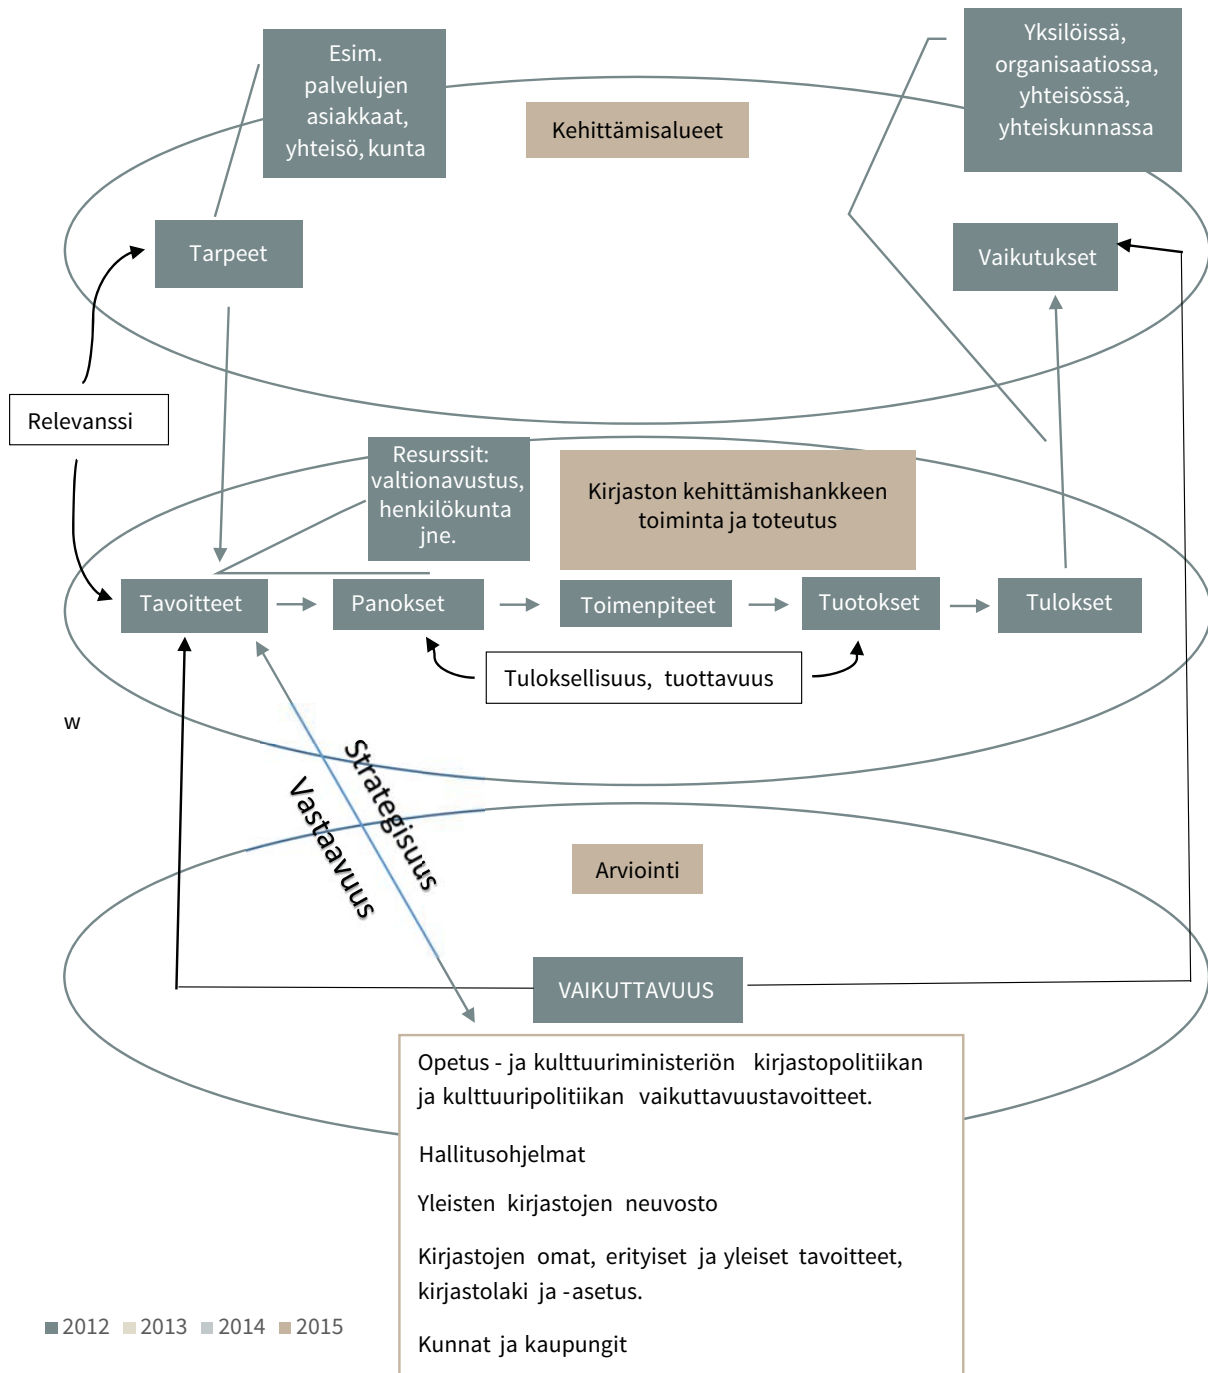 Esim.
palvelujen
asiakkaat,
yhteisö, kunta
Kehittämisalueet
Yksilöissä,
organisaatiossa,
yhteisössä,
yhteiskunnassa
Tarpeet
Vaikutukset
Relevanssi
Resurssit:
valtionavustus,
henkilökunta
jne.
Kirjaston kehittämishankkeen
toiminta ja toteutus
Tavoitteet
Panokset
Toimenpiteet
Tuotokset
Tulokset
Tuloksellisuus, tuottavuus
w
Strategisuus
Vastaavuus
Arviointi
VAIKUTTAVUUS
Opetus - ja kulttuuriministeriön kirjastopolitiikan
ja kulttuuripolitiikan vaikuttavuustavoitteet.
Hallitusohjelmat
Yleisten kirjastojen neuvosto
Kirjastojen omat, erityiset ja yleiset tavoitteet,
kirjastolaki ja -asetus.
Kunnat ja kaupungit
2012 2013 2014 2015